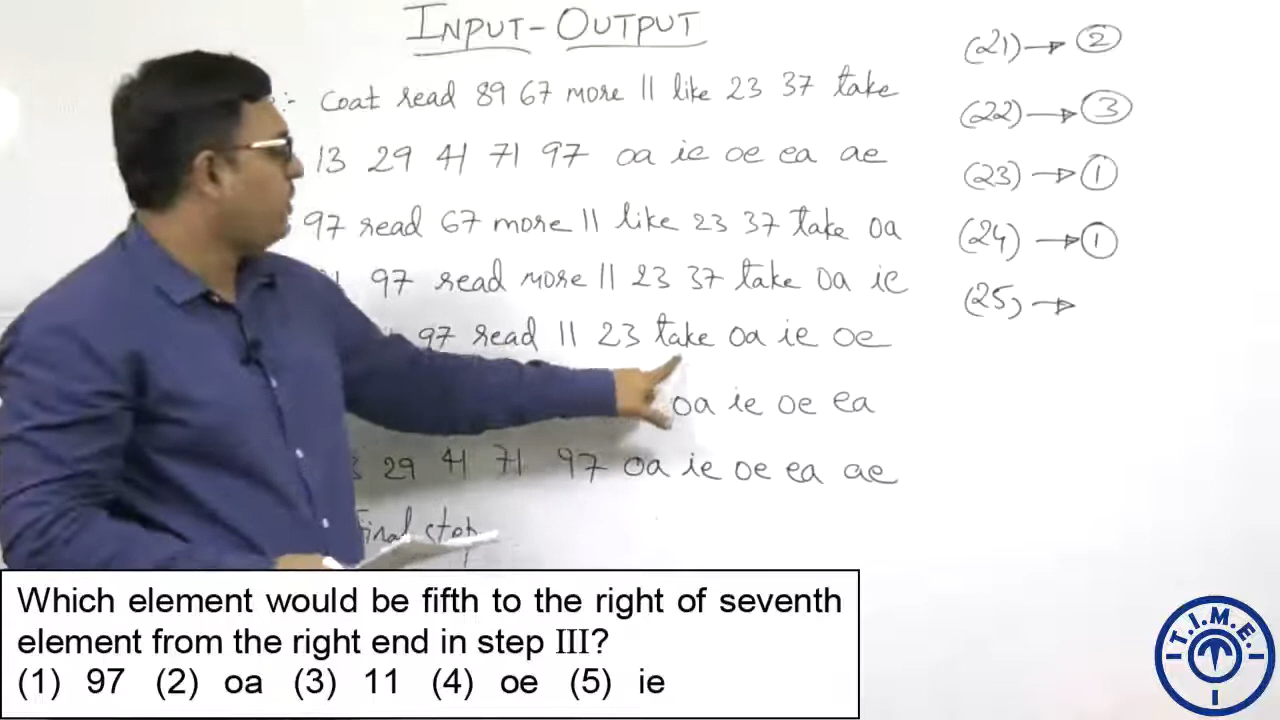 INPUT-OUTPUT
:- Coat read 89 67 more 11 like 23 37 take
13 29 41 71 97 oa ie oe ea ae
97 read 67 more 11 like 23 37 take oa
97 read more 11 23 37 take oa ie
97 read 11 23 take oa ie oe
oa ie oe ea
29 41 71 97 oa ie oe ea ae
Final step
(21)→ 2
(22)→ 3
(23)→ 1
(24)→ 1
(25)→
Which element would be fifth to the right of seventh
element from the right end in step III?
(1) 97 (2) oa (3) 11 (4) oe (5) ie
T.I.M.E.